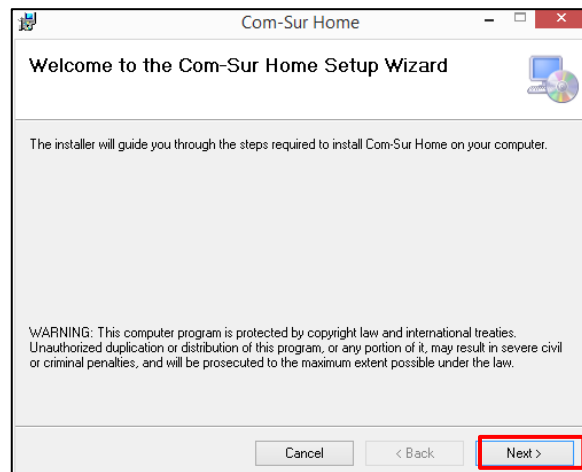 Com-Sur Home
Welcome to the Com-Sur Home Setup Wizard
The installer will guide you through the steps required to install Com-Sur Home on your computer.
WARNING: This computer program is protected by copyright law and international treaties.
Unauthorized duplication or distribution of this program, or any portion of it, may result in severe civil
or criminal penalties, and will be prosecuted to the maximum extent possible under the law.
Cancel
< Back
Next >